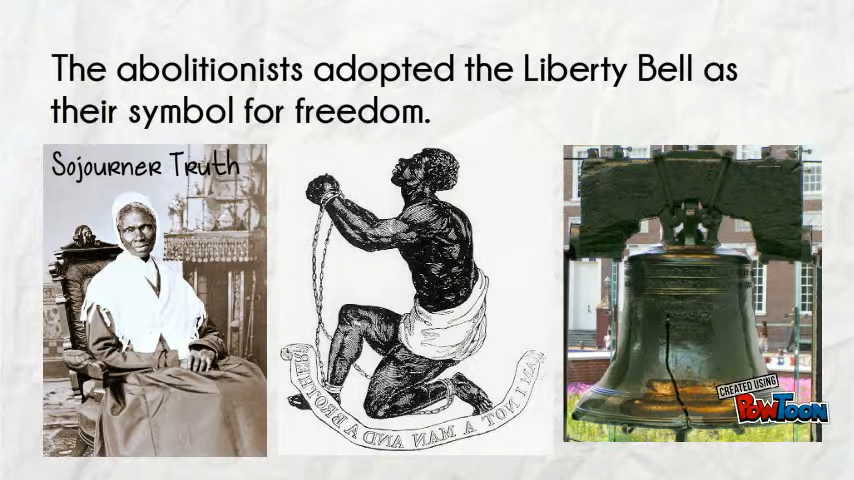 The abolitionists adopted the Liberty Bell as
their symbol for freedom.
Sojourner Truth
AM I NOT A MAN AND A BROTHER
CREATED USING
POWTOON